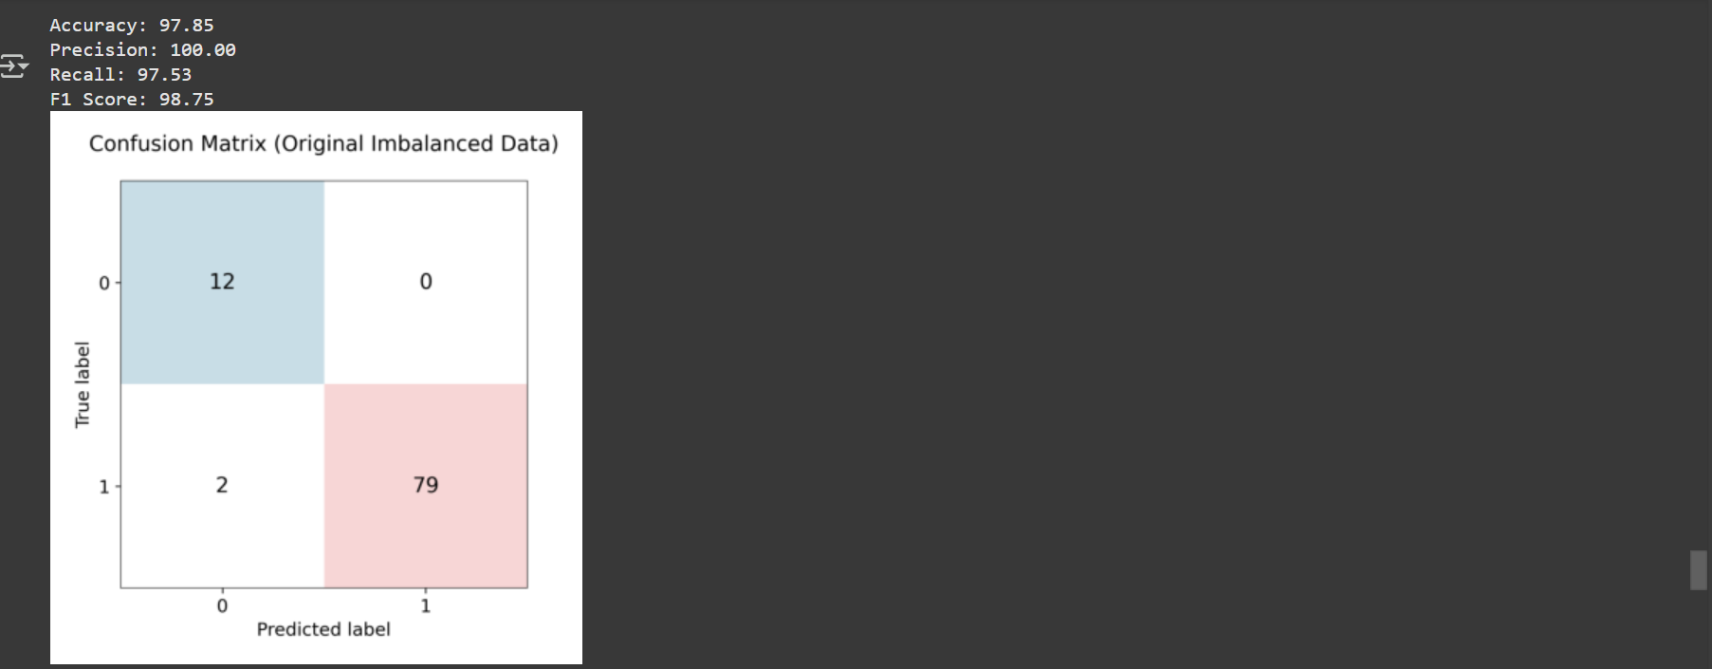 Accuracy: 97.85
Precision: 100.00
Recall: 97.53
F1 Score: 98.75
Confusion Matrix (Original Imbalanced Data)
0
12
0
True label
1
2
79
0
1
Predicted label